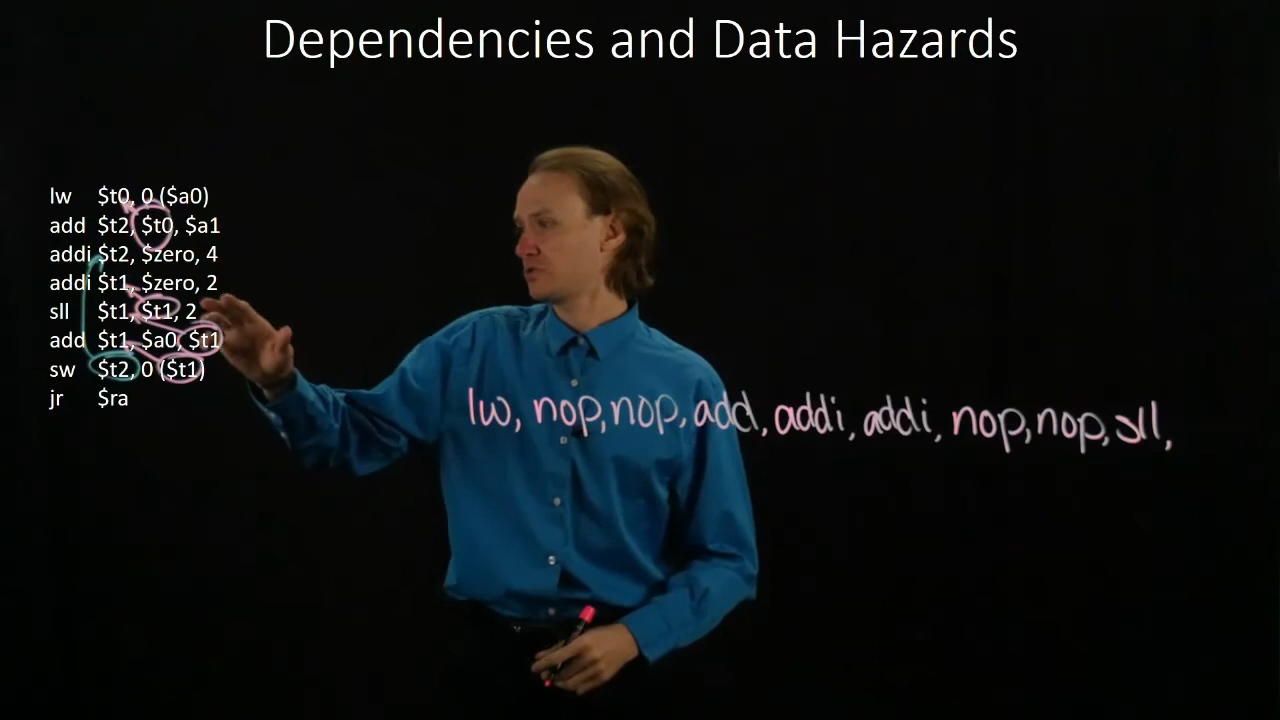 Dependencies and Data Hazards
lw $t0, 0 ($a0)
add $t2, $t0, $a1
addi $t2, $zero, 4
addi $t1, $zero, 2
sll $t1, $t1, 2
add $t1, $a0, $t1
sw $t2, 0 ($t1)
jr $ra
lw, nop, nop, add, addi, addi, nop, nop, sll,